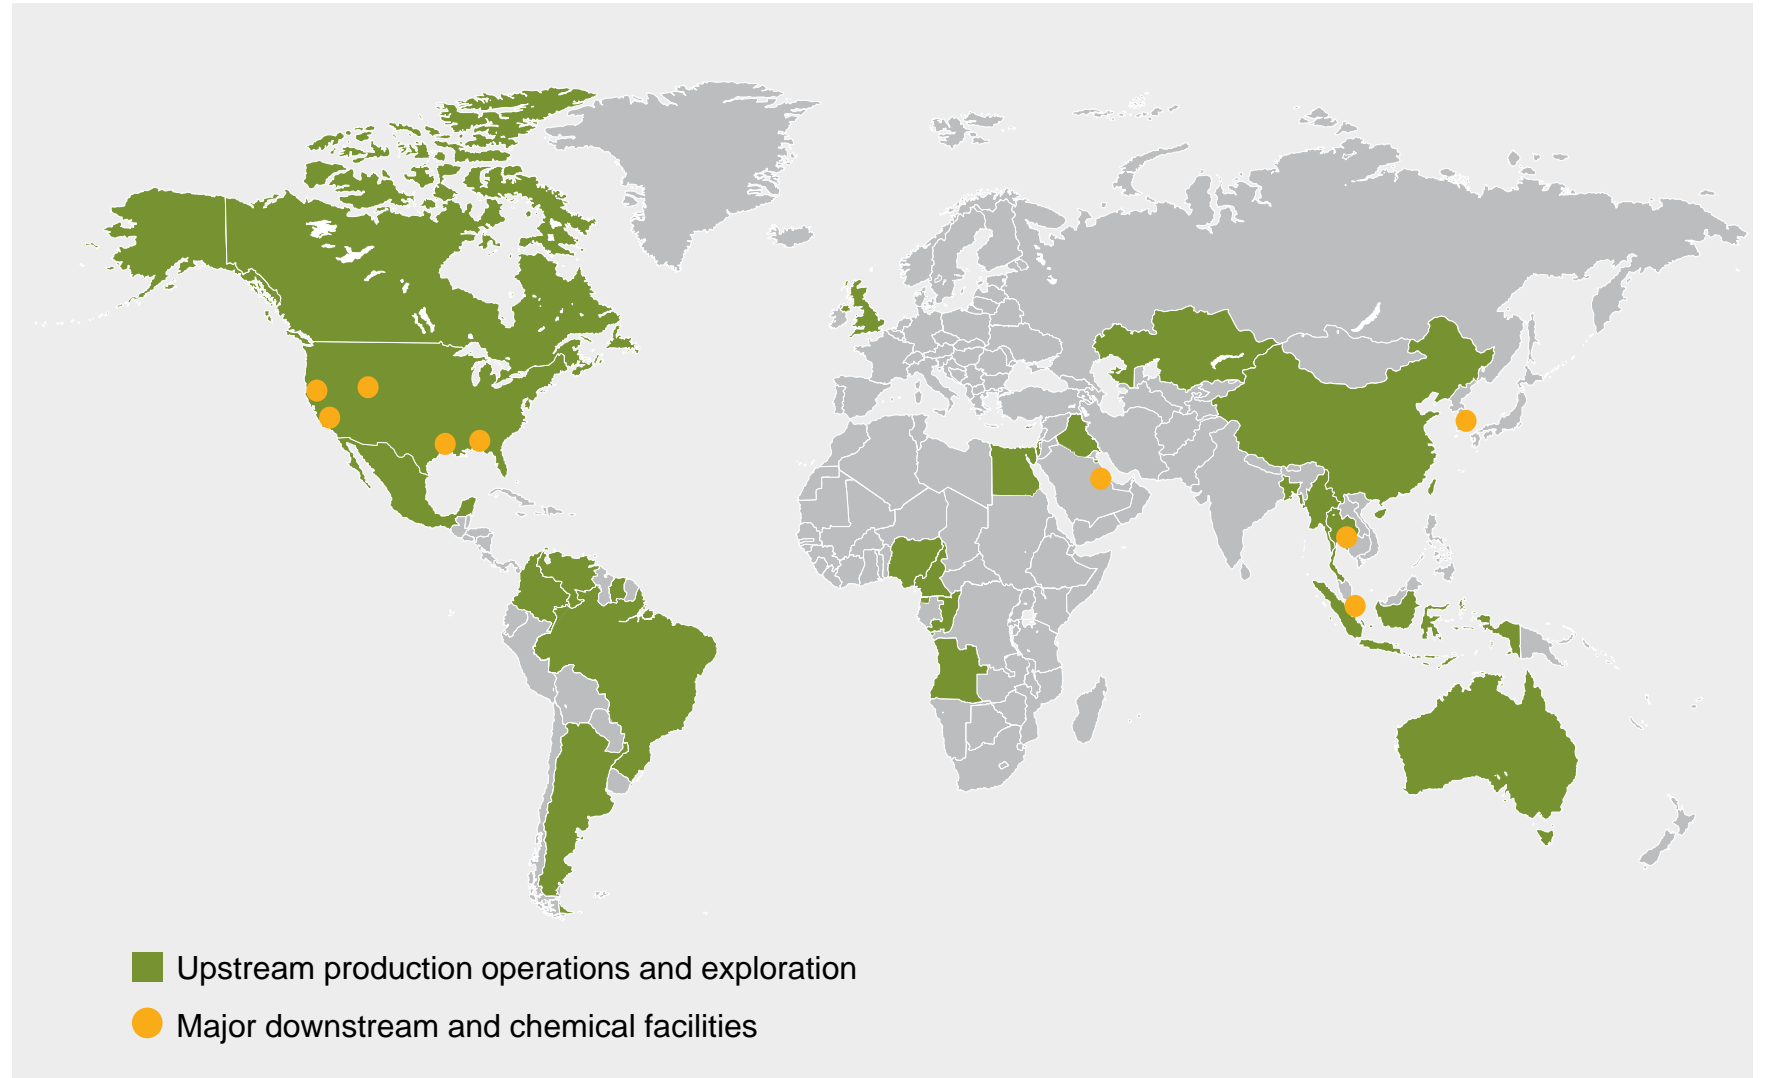 Upstream production operations and exploration
Major downstream and chemical facilities